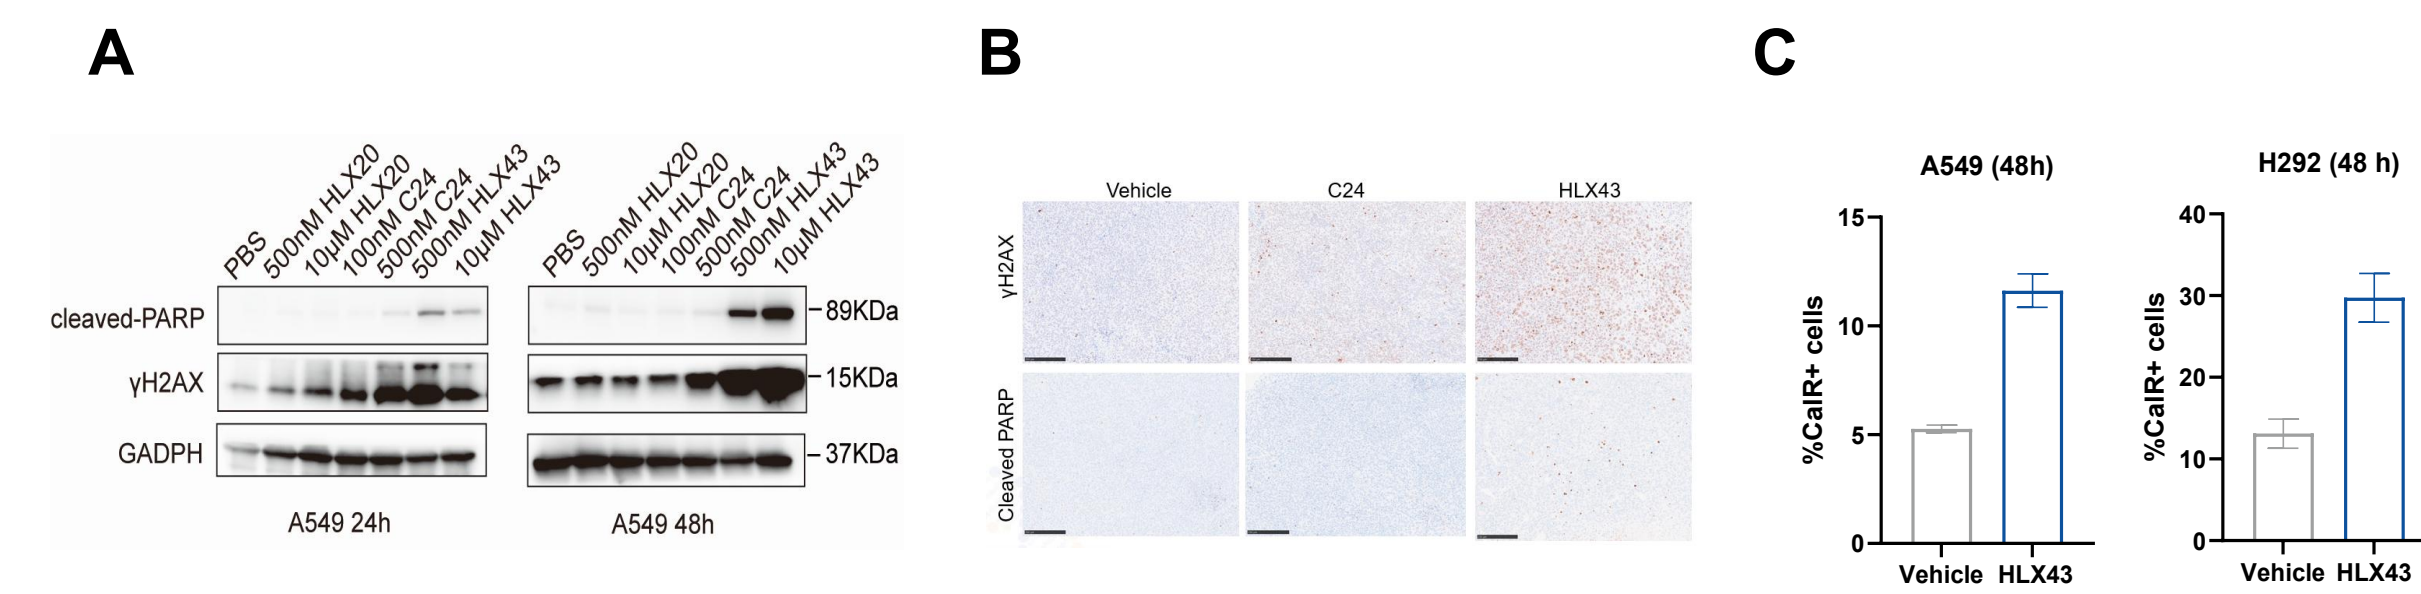 A
B
C
PBS
500nM HLX20
10μM HLX20
100nM C24
500nM C24
500nM HLX43
10μM HLX43
PBS
500nM HLX20
10μM HLX20
100nM C24
500nM C24
500nM HLX43
10μM HLX43
cleaved-PARP
89KDa
γH2AX
15KDa
GADPH
37KDa
A549 24h
A549 48h
Vehicle
C24
HLX43
γH2AX
Cleaved PARP
A549 (48h)
%CalR+ cells
15
10
5
0
Vehicle HLX43
H292 (48 h)
%CalR+ cells
40
30
20
10
0
Vehicle HLX43